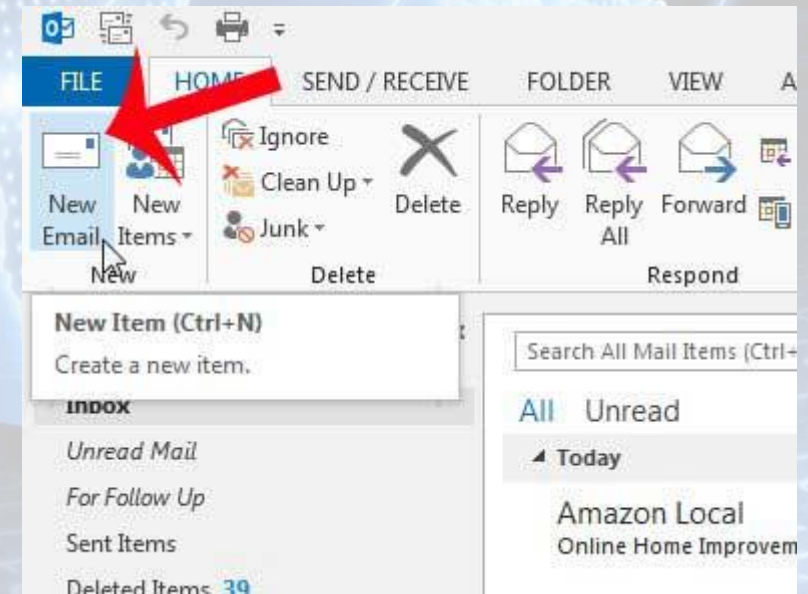 FILE HOME SEND / RECEIVE FOLDER VIEW A
Ignore
Clean Up
Junk
New Email
New Items
Delete
Reply
Reply All
Forward
New
Delete
Respond
New Item (Ctrl+N)
Create a new item.
Inbox
Unread Mail
For Follow Up
Sent Items
Deleted Items 39
Search All Mail Items (Ctrl+
All Unread
Today
Amazon Local
Online Home Improvem